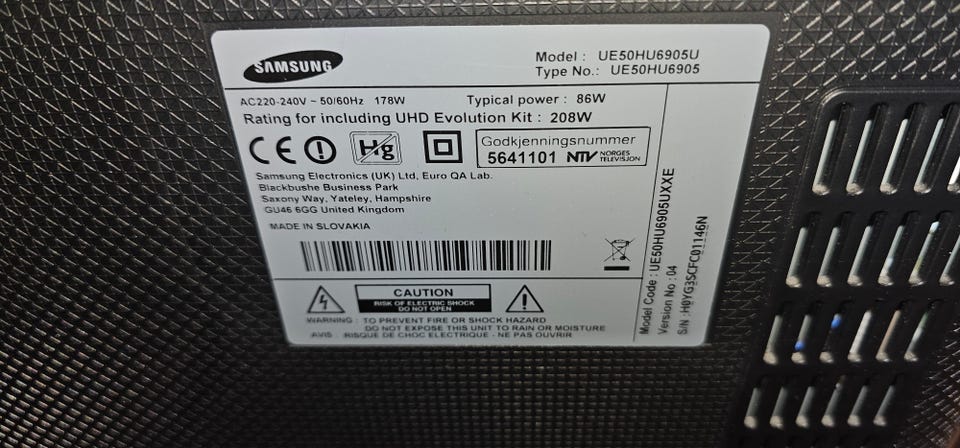 SAMSUNG
Model : UE50HU6905U
Type No.: UE50HU6905
AC220-240V ~ 50/60Hz 178W Typical power : 86W
Rating for including UHD Evolution Kit : 208W
CE Hg
Godkjenningsnummer
5641101 NTV NORGES TELEVISJON
Samsung Electronics (UK) Ltd, Euro QA Lab.
Blackbushe Business Park
Saxony Way, Yateley, Hampshire
GU46 6GG United Kingdom
MADE IN SLOVAKIA
CAUTION
RISK OF ELECTRIC SHOCK
DO NOT OPEN
WARNING : TO PREVENT FIRE OR SHOCK HAZARD
DO NOT EXPOSE THIS UNIT TO RAIN OR MOISTURE
AVIS : RISQUE DE CHOC ELECTRIQUE - NE PAS OUVRIR
Model Code : UE50HU6905UXXE
Version No : 04
S/N : H0YG3SCFC01146N